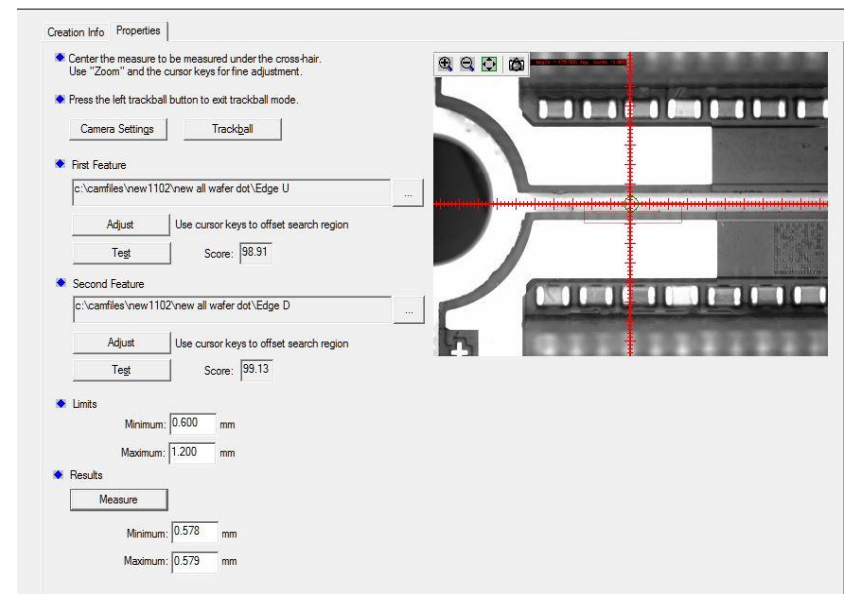 Creation Info
Properties
Center the measure to be measured under the cross-hair.
Use "Zoom" and the cursor keys for fine adjustment.
Press the left trackball button to exit trackball mode.
Camera Settings
Trackball
First Feature
c:\camfiles\new1102\new all wafer dot\Edge U
...
Adjust
Use cursor keys to offset search region
Test
Score: 98.91
Second Feature
c:\camfiles\new1102\new all wafer dot\Edge D
...
Adjust
Use cursor keys to offset search region
Test
Score: 99.13
Limits
Minimum: 0.600 mm
Maximum: 1.200 mm
Results
Measure
Minimum: 0.578 mm
Maximum: 0.579 mm